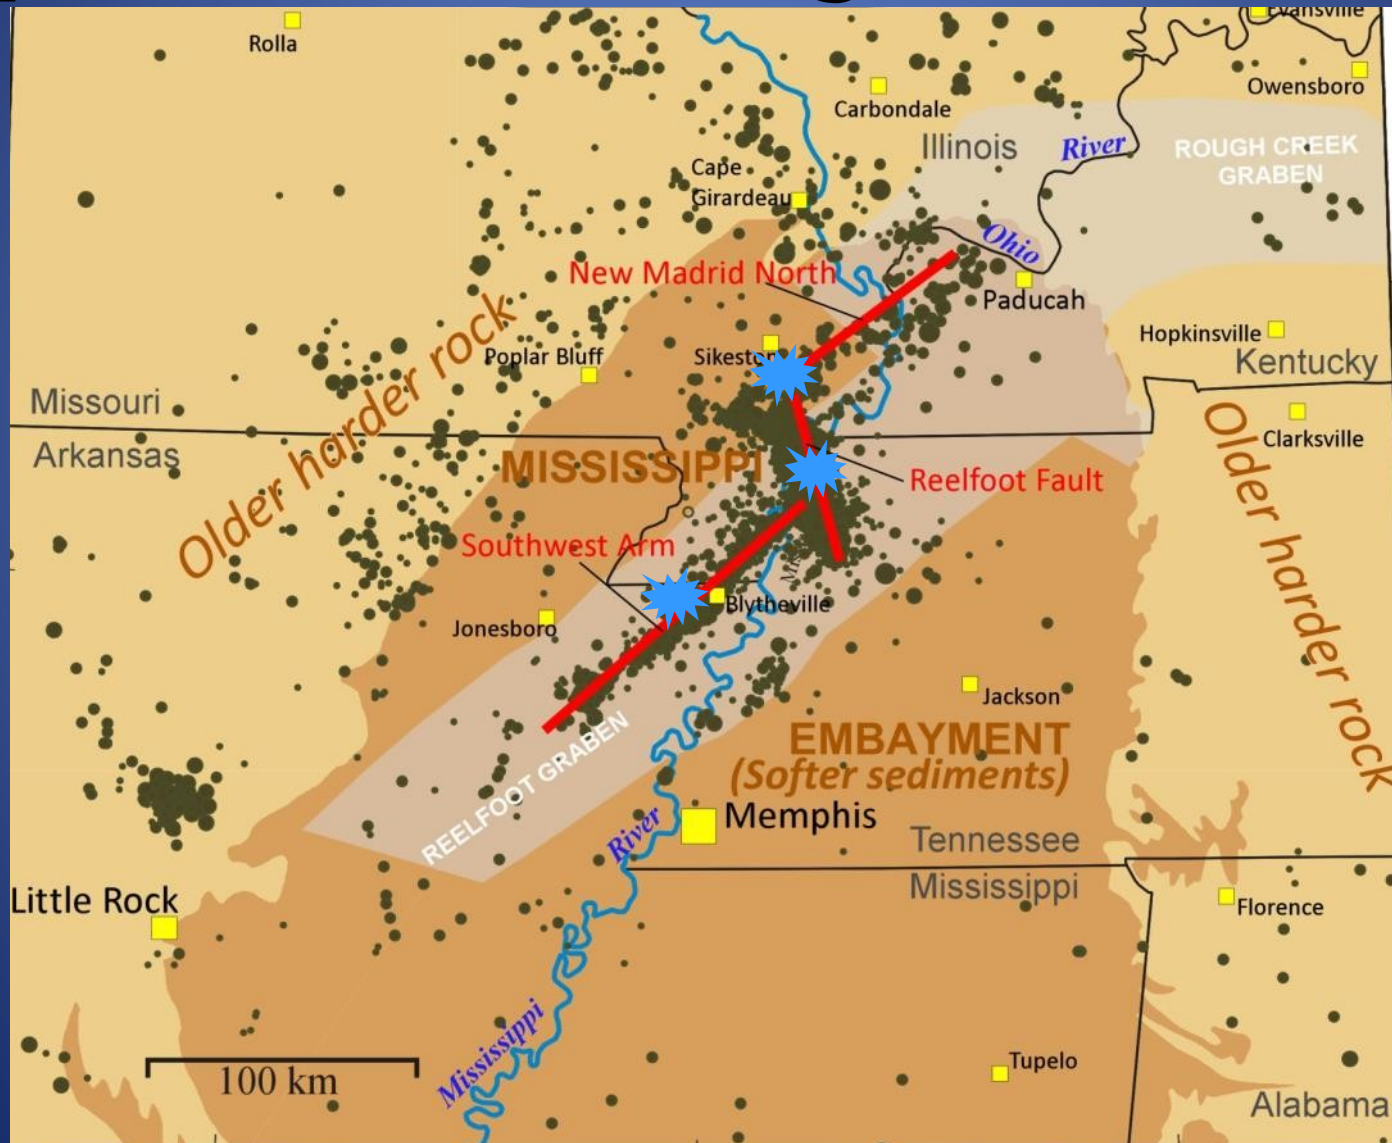 Evansville
Rolla
Owensboro
Carbondale
Illinois
River
ROUGH CREEK
GRABEN
Cape
Girardeau
Ohio
New Madrid North
Paducah
Hopkinsville
Poplar Bluff
Sikeston
Kentucky
Missouri
Older harder rock
Clarksville
Arkansas
MISSISSIPPI
Reelfoot Fault
Older harder rock
Southwest Arm
Blytheville
Jonesboro
Jackson
EMBAYMENT
(Softer sediments)
REELFOOT GRABEN
Memphis
River
Tennessee
Mississippi
Little Rock
Florence
Mississippi
Tupelo
100 km
Alabama